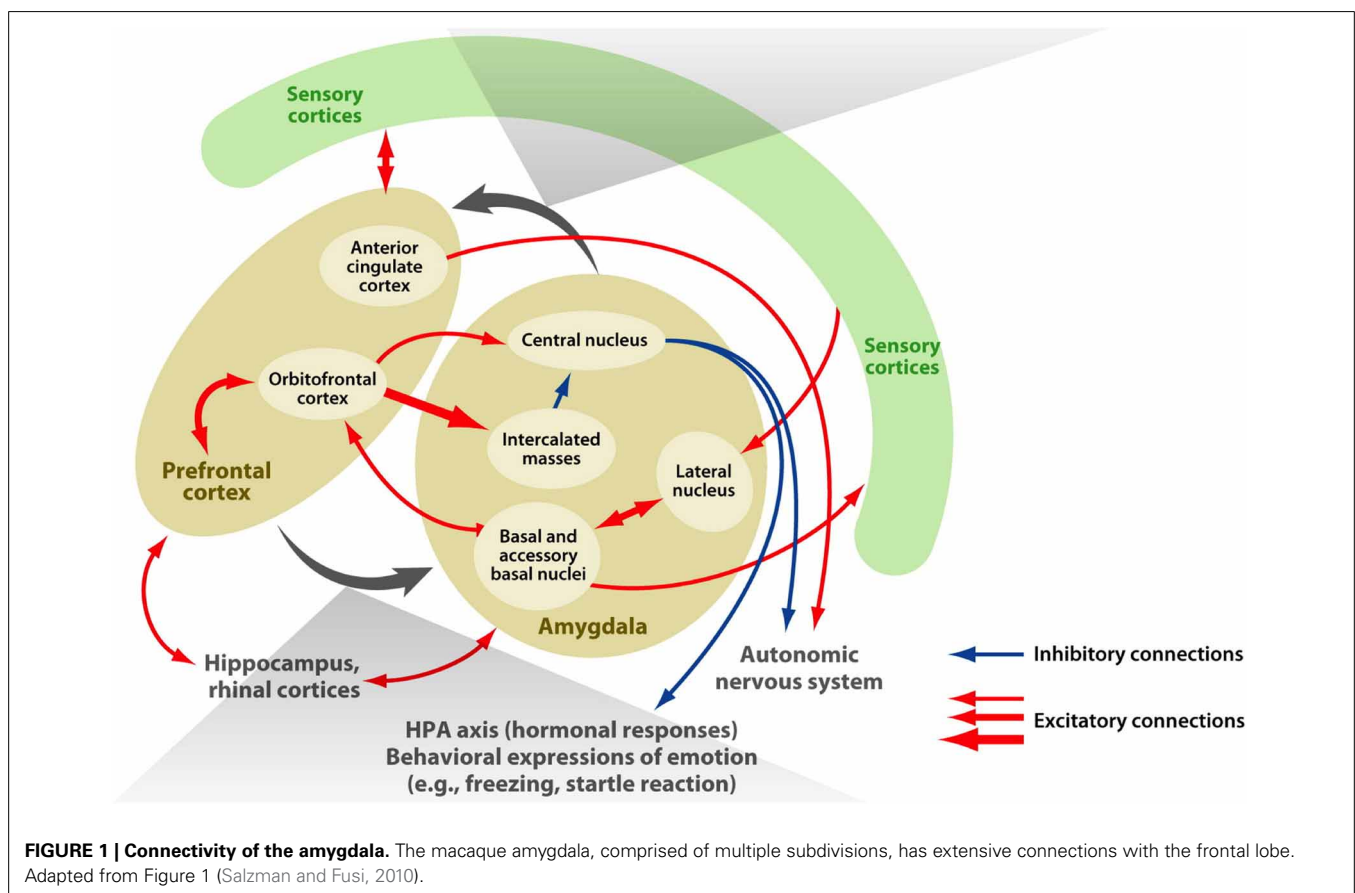 Sensory
cortices
Anterior
cingulate
cortex
Central nucleus
Sensory
cortices
Orbitofrontal
cortex
Intercalated
masses
Lateral
nucleus
Prefrontal
cortex
Basal and
accessory
basal nuclei
Amygdala
Hippocampus,
rhinal cortices
Autonomic
nervous system
Inhibitory connections
Excitatory connections
HPA axis (hormonal responses)
Behavioral expressions of emotion
(e.g., freezing, startle reaction)
FIGURE 1 | Connectivity of the amygdala. The macaque amygdala, comprised of multiple subdivisions, has extensive connections with the frontal lobe.
Adapted from Figure 1 (Salzman and Fusi, 2010).